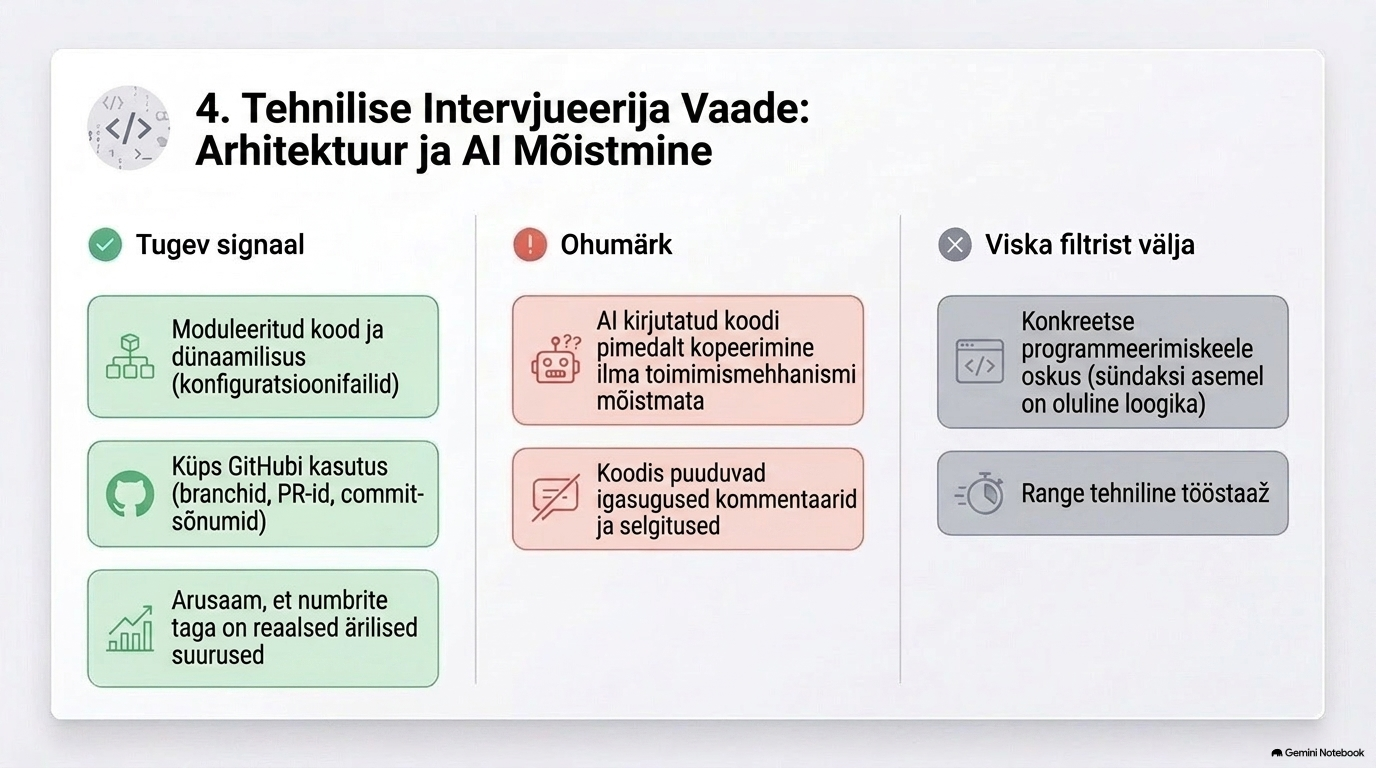 4. Tehnilise Intervjueerija Vaade:
Arhitektuur ja AI Mõistmine
Tugev signaal
Moduleeritud kood ja
dünaamilisus
(konfiguratsioonifailid)
Küps GitHubi kasutus
(branchid, PR-id, commit-
sõnumid)
Arusaam, et numbrite
taga on reaalsed ärilised
suurused
Ohumärk
AI kirjutatud koodi
pimedalt kopeerimine
ilma toimimismehhanismi
mõistmata
Koodis puuduvad
igasugused kommentaarid
ja selgitused
Viska filtrist välja
Konkreetse
programmeerimiskeele
oskus (sündaksi asemel
on oluline loogika)
Range tehniline tööstaaž
Gemini Notebook